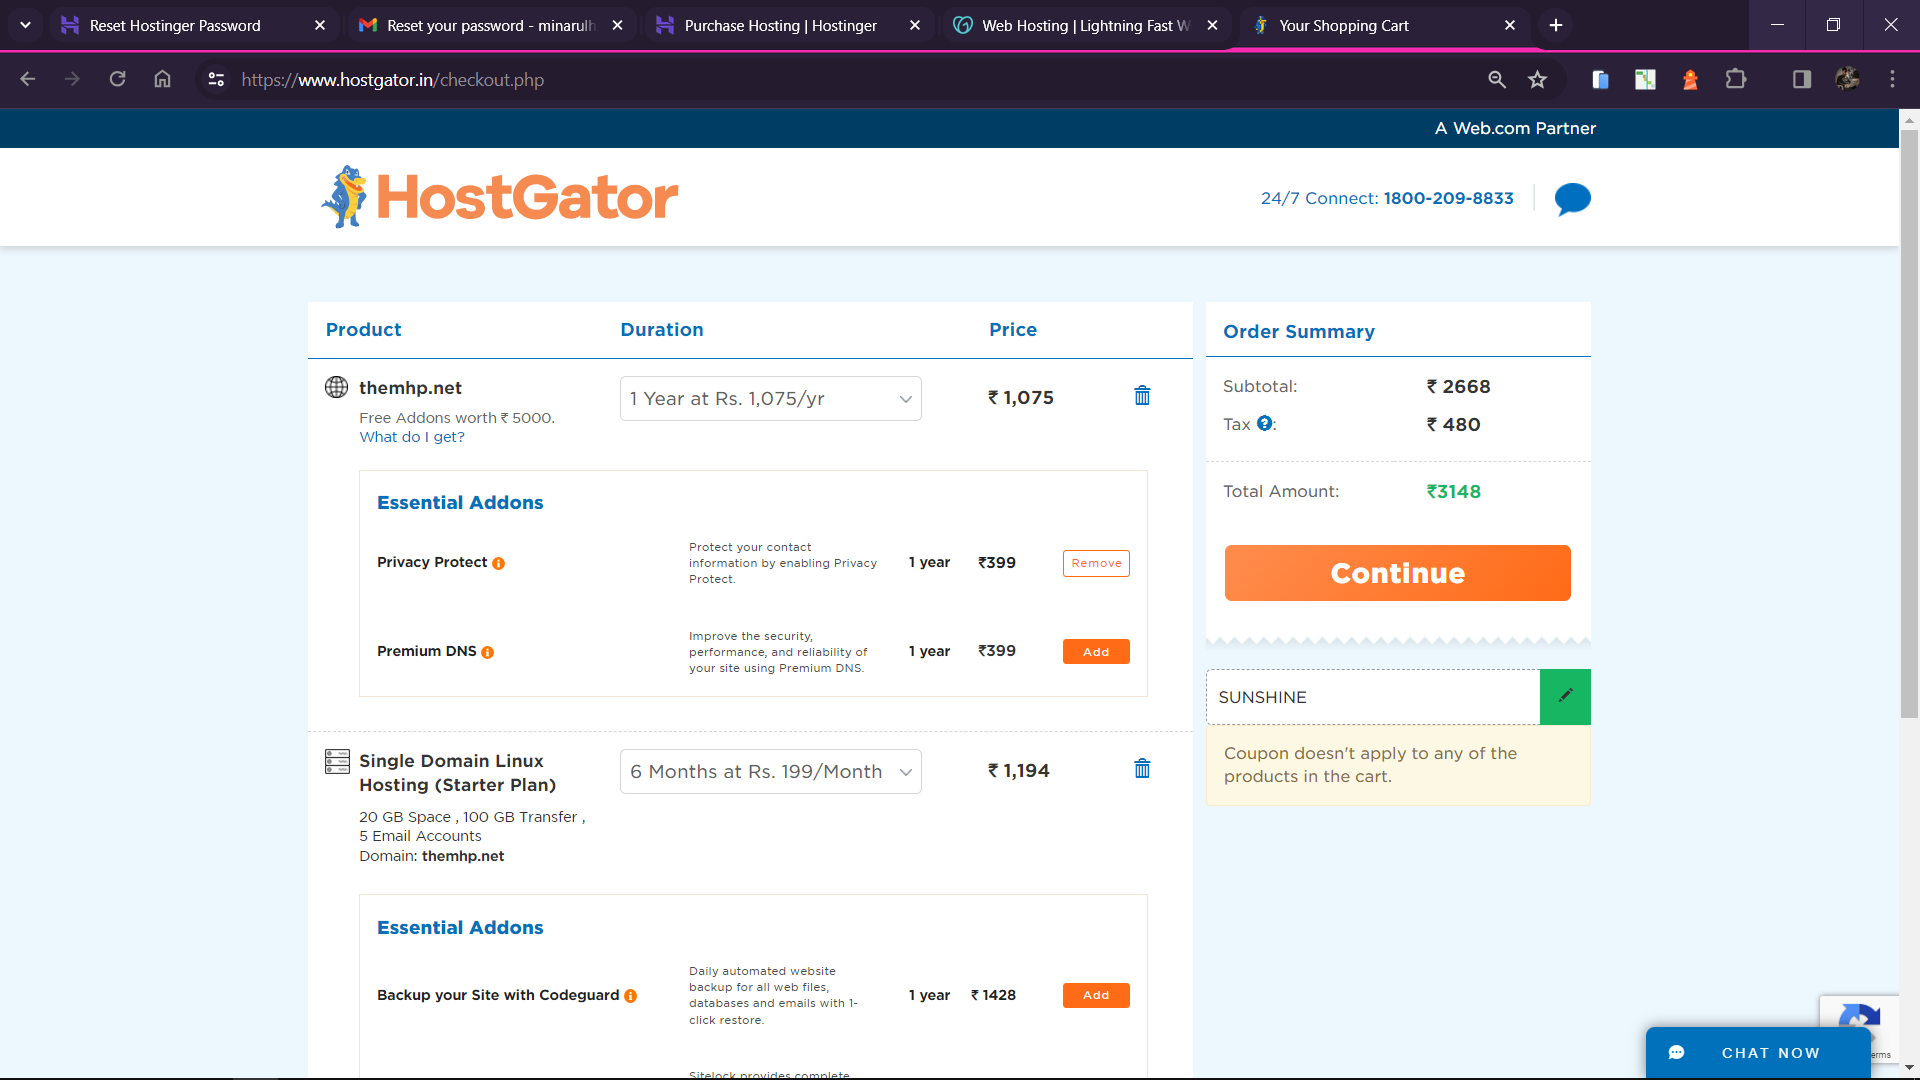 Reset Hostinger Password
Reset your password - minarulh
Purchase Hosting | Hostinger
Web Hosting | Lightning Fast W
Your Shopping Cart
https://www.hostgator.in/checkout.php
A Web.com Partner
HostGator
24/7 Connect: 1800-209-8833
Product Duration Price
themhp.net
1 Year at Rs. 1,075/yr
₹ 1,075
Free Addons worth ₹ 5000.
What do I get?
Essential Addons
Privacy Protect
Protect your contact
information by enabling Privacy
Protect.
1 year ₹399 Remove
Premium DNS
Improve the security,
performance, and reliability of
your site using Premium DNS.
1 year ₹399 Add
Single Domain Linux
Hosting (Starter Plan)
6 Months at Rs. 199/Month
₹ 1,194
20 GB Space , 100 GB Transfer ,
5 Email Accounts
Domain: themhp.net
Essential Addons
Backup your Site with Codeguard
Daily automated website
backup for all web files,
databases and emails with 1-
click restore.
1 year ₹ 1428 Add
Sitelock provides complete
Order Summary
Subtotal: ₹ 2668
Tax ?: ₹ 480
Total Amount: ₹3148
Continue
SUNSHINE
Coupon doesn't apply to any of the
products in the cart.
CHAT NOW